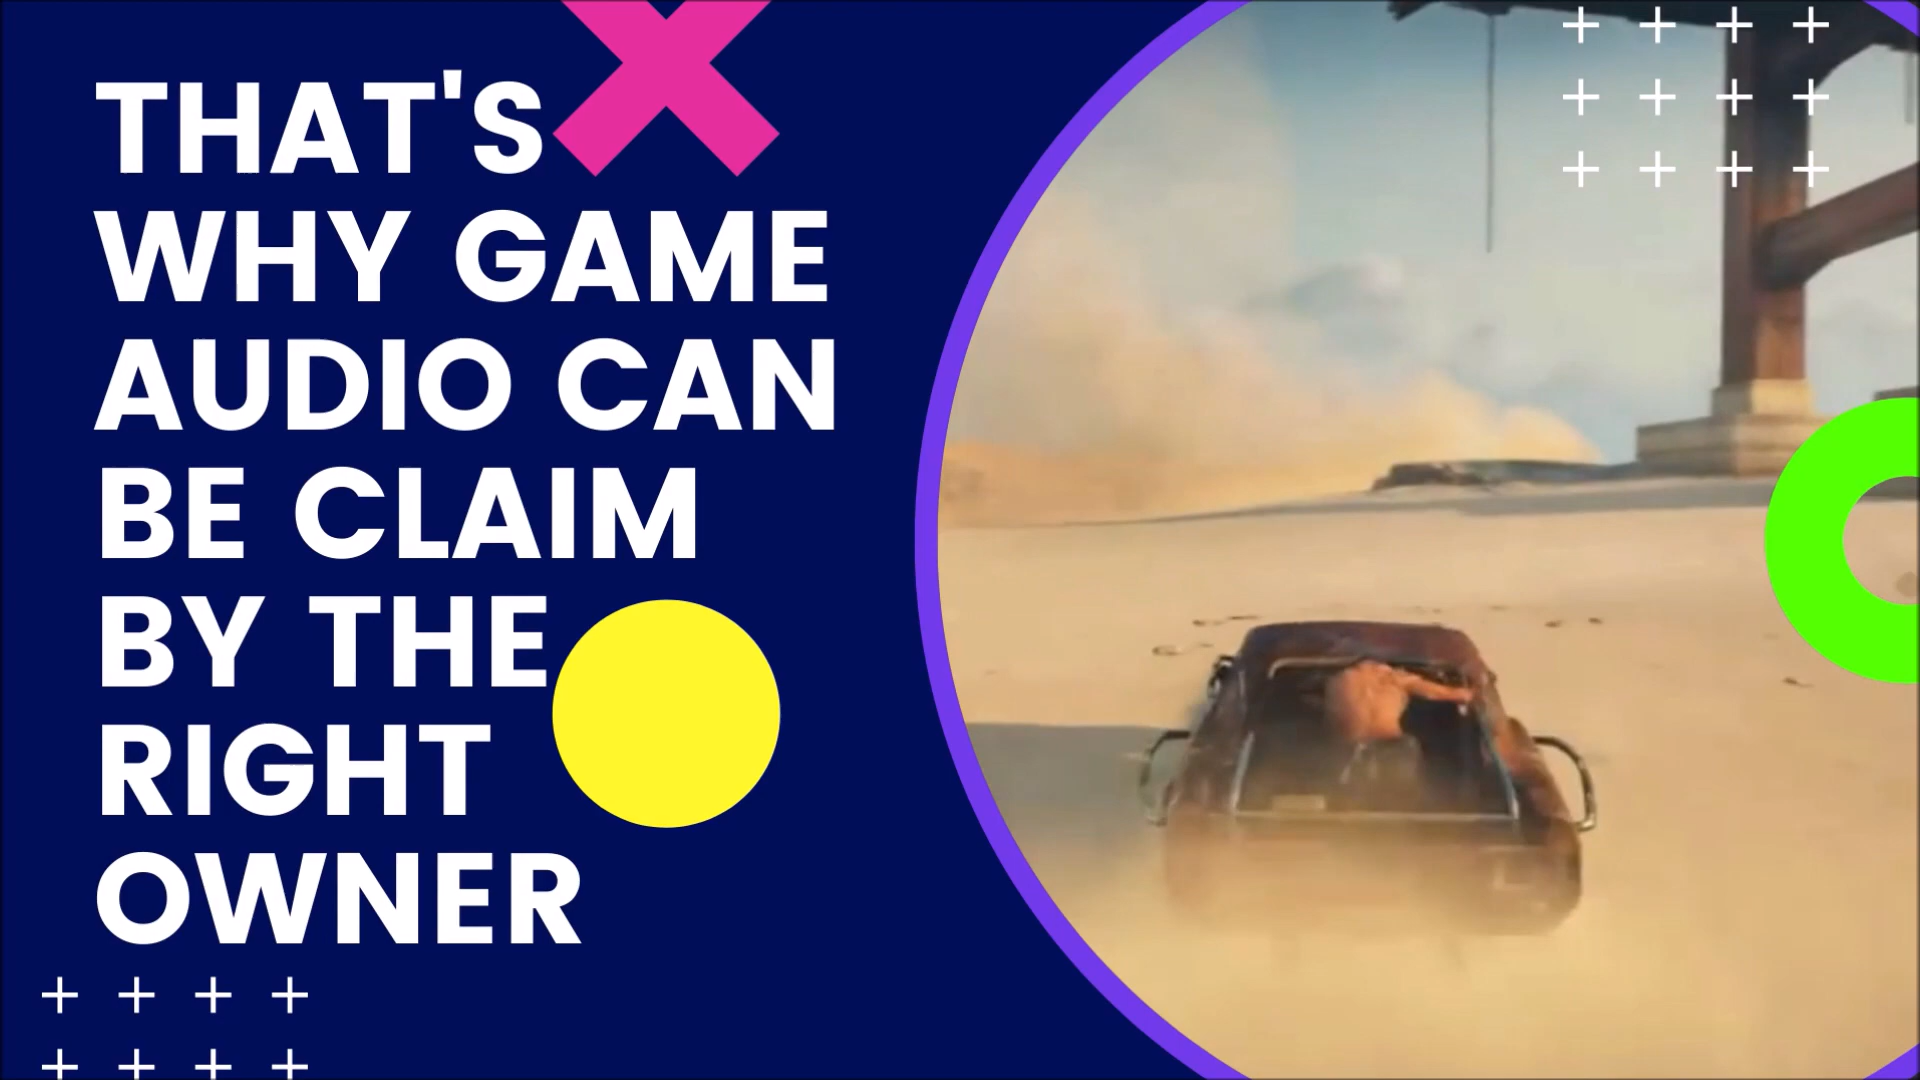 THAT'S
WHY GAME
AUDIO CAN
BE CLAIM
BY THE
RIGHT
OWNER